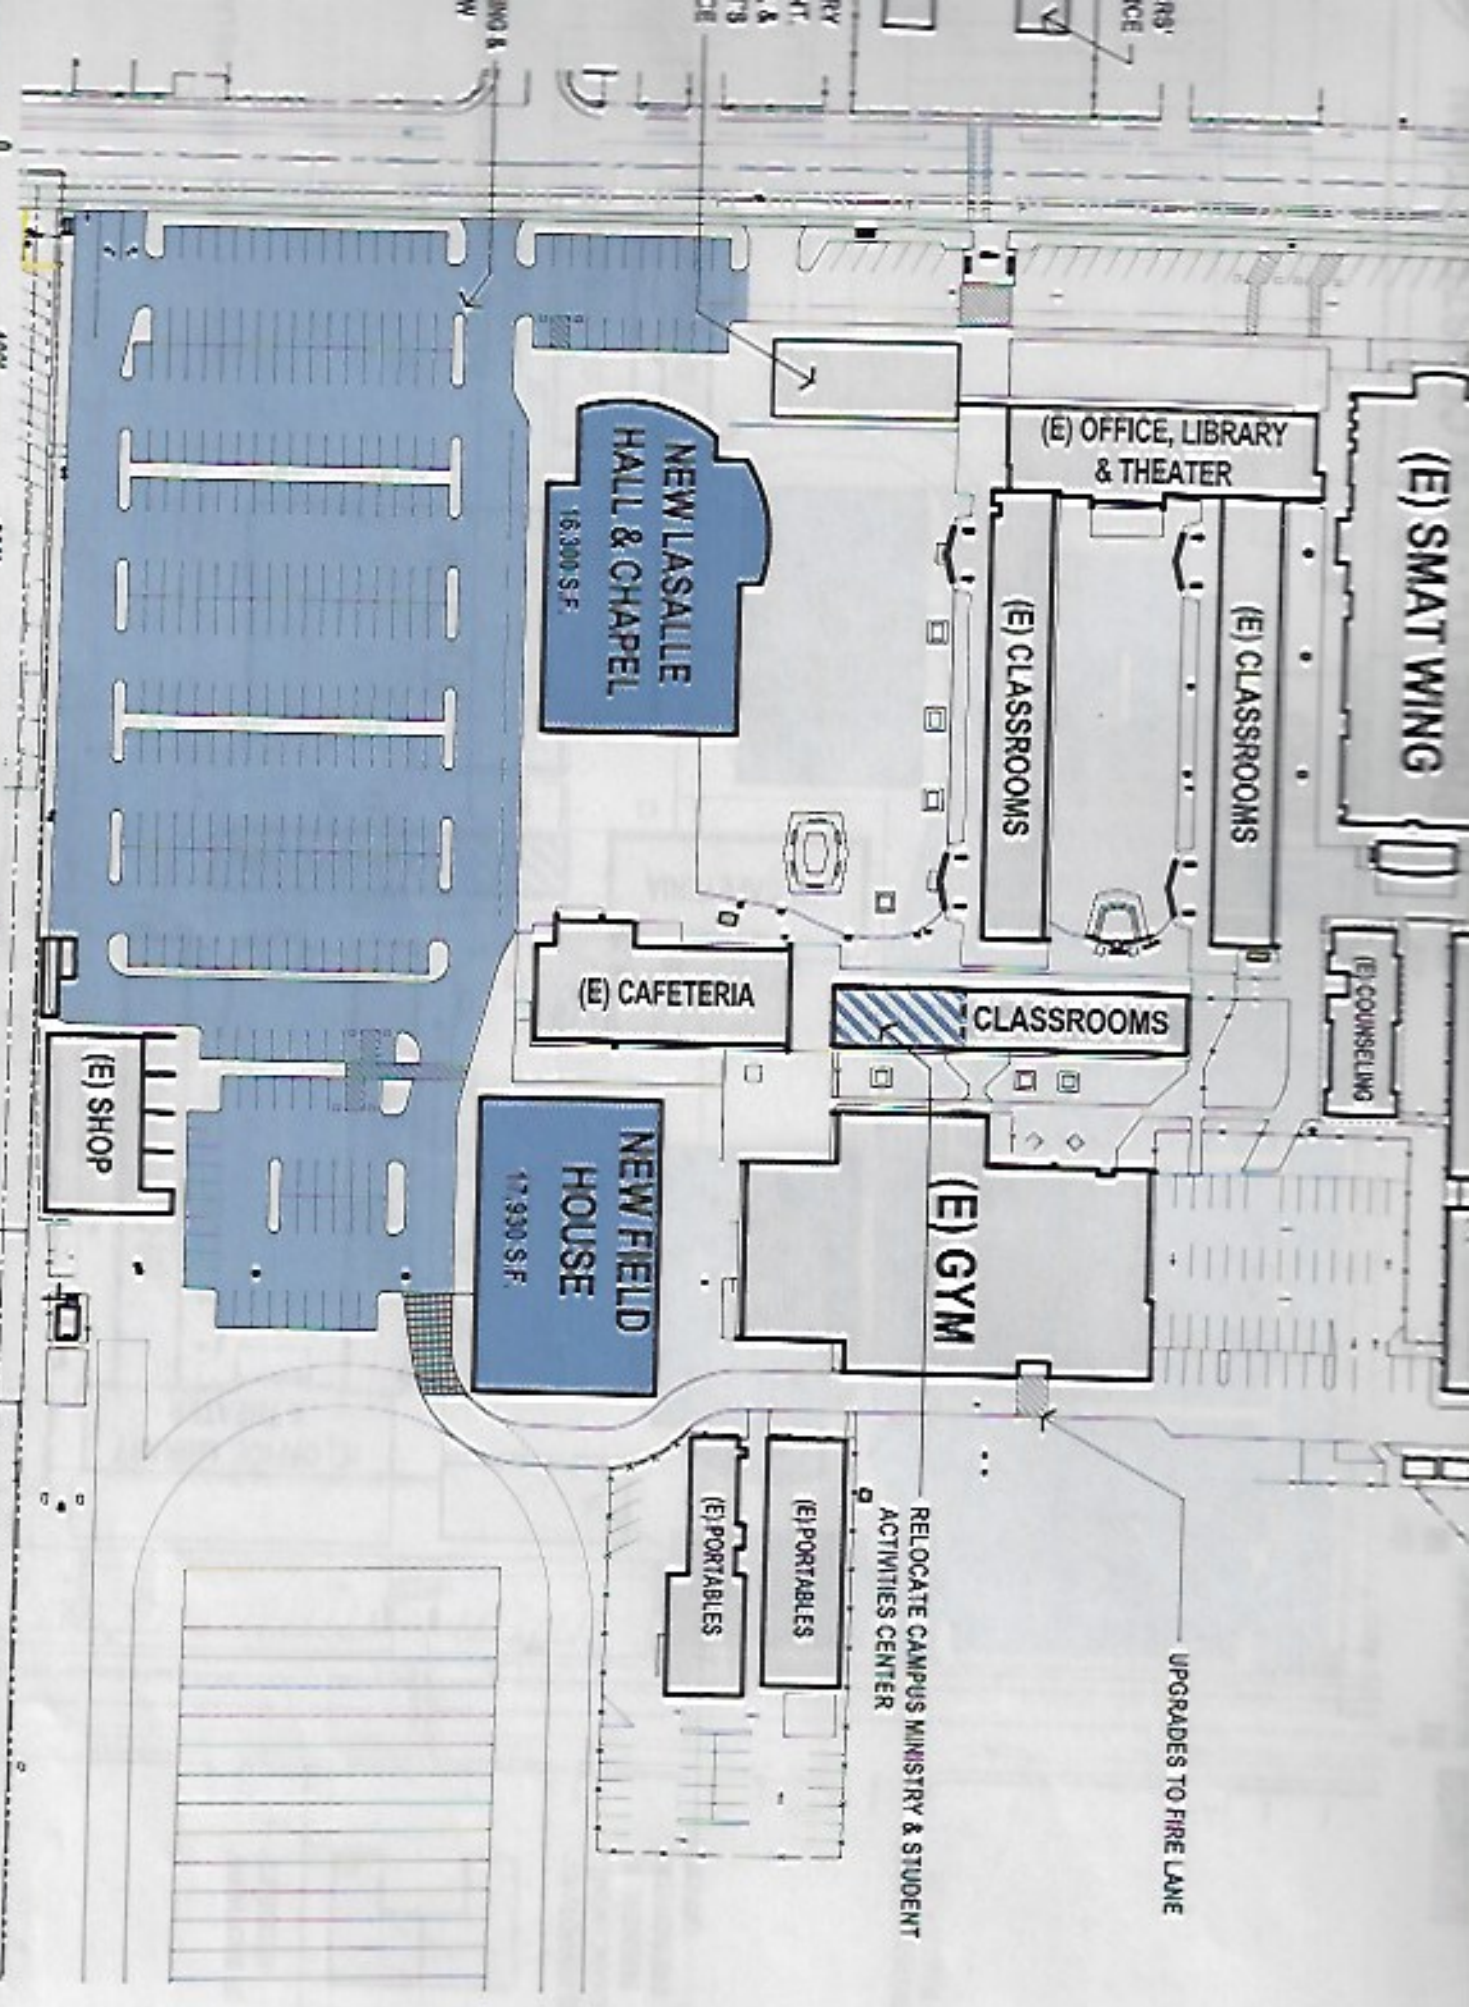 (E) SMAT WING
(E) OFFICE, LIBRARY
& THEATER
(E) CLASSROOMS
(E) CLASSROOMS
NEW LASALLE
HALL & CHAPEL
16,300 S.F.
(E) COUNSELING
CLASSROOMS
(E) CAFETERIA
(E) SHOP
NEW FIELD
HOUSE
17,930 S.F.
(E) GYM
(E) PORTABLES
(E) PORTABLES
RELOCATE CAMPUS MINISTRY & STUDENT
ACTIVITIES CENTER
UPGRADES TO FIRE LANE